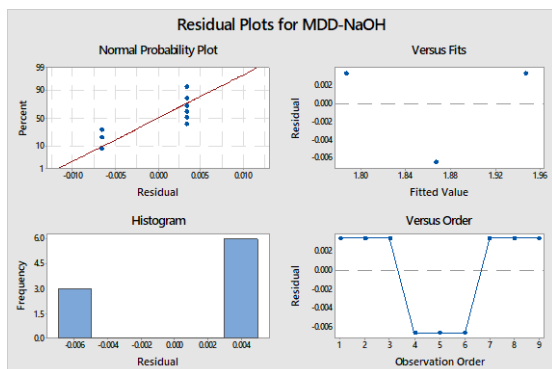 Residual Plots for MDD-NaOH
Normal Probability Plot
99
90
50
10
1
Percent
-0.010 -0.005 0.000 0.005 0.010
Residual
Versus Fits
0.002
0.000
-0.002
-0.004
-0.006
Residual
1.80 1.84 1.88 1.92 1.96
Fitted Value
Histogram
6.0
4.5
3.0
1.5
0.0
Frequency
-0.006 -0.004 -0.002 0.000 0.002 0.004
Residual
Versus Order
0.002
0.000
-0.002
-0.004
-0.006
Residual
1 2 3 4 5 6 7 8 9
Observation Order